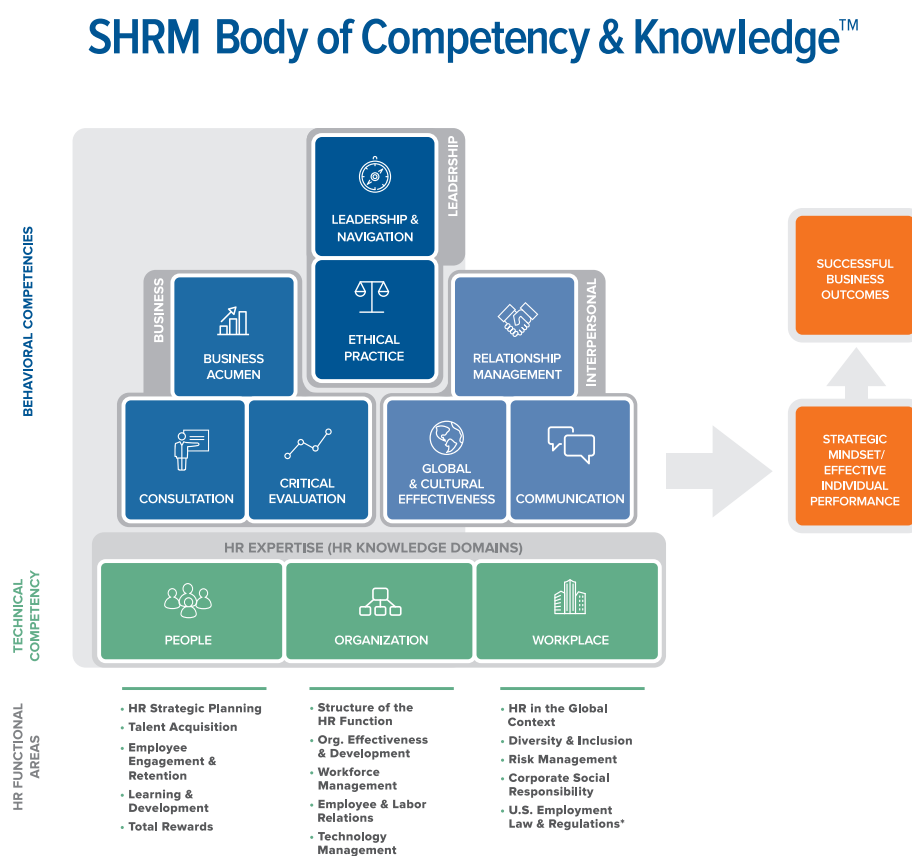 SHRM Body of Competency & Knowledge™
BEHAVIORAL COMPETENCIES
LEADERSHIP
LEADERSHIP &
NAVIGATION
ETHICAL
PRACTICE
BUSINESS
BUSINESS
ACUMEN
CONSULTATION
CRITICAL
EVALUATION
INTERPERSONAL
RELATIONSHIP
MANAGEMENT
GLOBAL
& CULTURAL
EFFECTIVENESS
COMMUNICATION
SUCCESSFUL
BUSINESS
OUTCOMES
STRATEGIC
MINDSET/
EFFECTIVE
INDIVIDUAL
PERFORMANCE
TECHNICAL
COMPETENCY
HR EXPERTISE (HR KNOWLEDGE DOMAINS)
PEOPLE
ORGANIZATION
WORKPLACE
HR FUNCTIONAL
AREAS
• HR Strategic Planning
• Talent Acquisition
• Employee
Engagement &
Retention
• Learning &
Development
• Total Rewards
• Structure of the
HR Function
• Org. Effectiveness
& Development
• Workforce
Management
• Employee & Labor
Relations
• Technology
Management
• HR in the Global
Context
• Diversity & Inclusion
• Risk Management
• Corporate Social
Responsibility
• U.S. Employment
Law & Regulations*